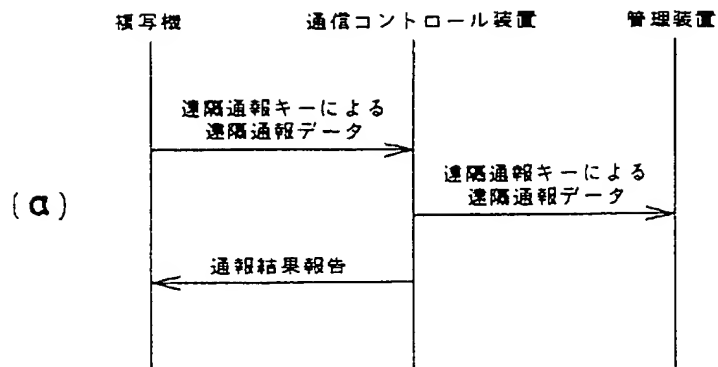 複写機 通信コントロール装置 管理装置
遠隔通報キーによる
遠隔通報データ
遠隔通報キーによる
遠隔通報データ
(a)
通報結果報告